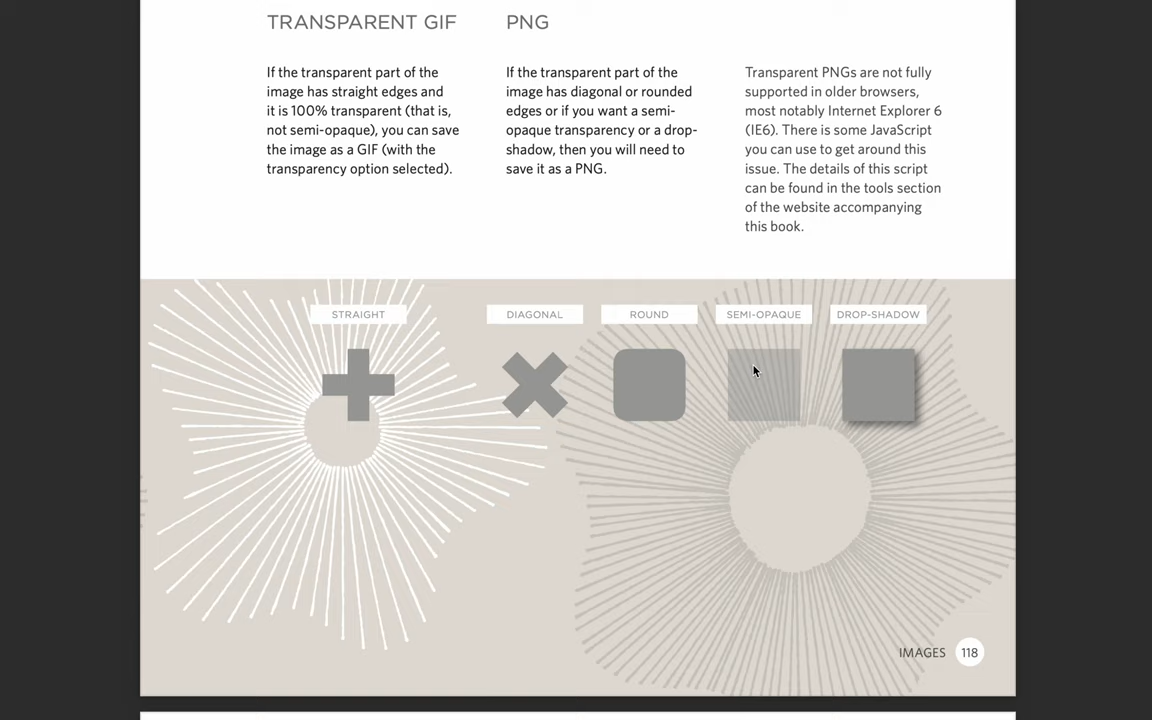 TRANSPARENT GIF
If the transparent part of the
image has straight edges and
it is 100% transparent (that is,
not semi-opaque), you can save
the image as a GIF (with the
transparency option selected).
PNG
If the transparent part of the
image has diagonal or rounded
edges or if you want a semi-
opaque transparency or a drop-
shadow, then you will need to
save it as a PNG.
Transparent PNGs are not fully
supported in older browsers,
most notably Internet Explorer 6
(IE6). There is some JavaScript
you can use to get around this
issue. The details of this script
can be found in the tools section
of the website accompanying
this book.
STRAIGHT
DIAGONAL
ROUND
SEMI-OPAQUE
DROP-SHADOW
IMAGES 118